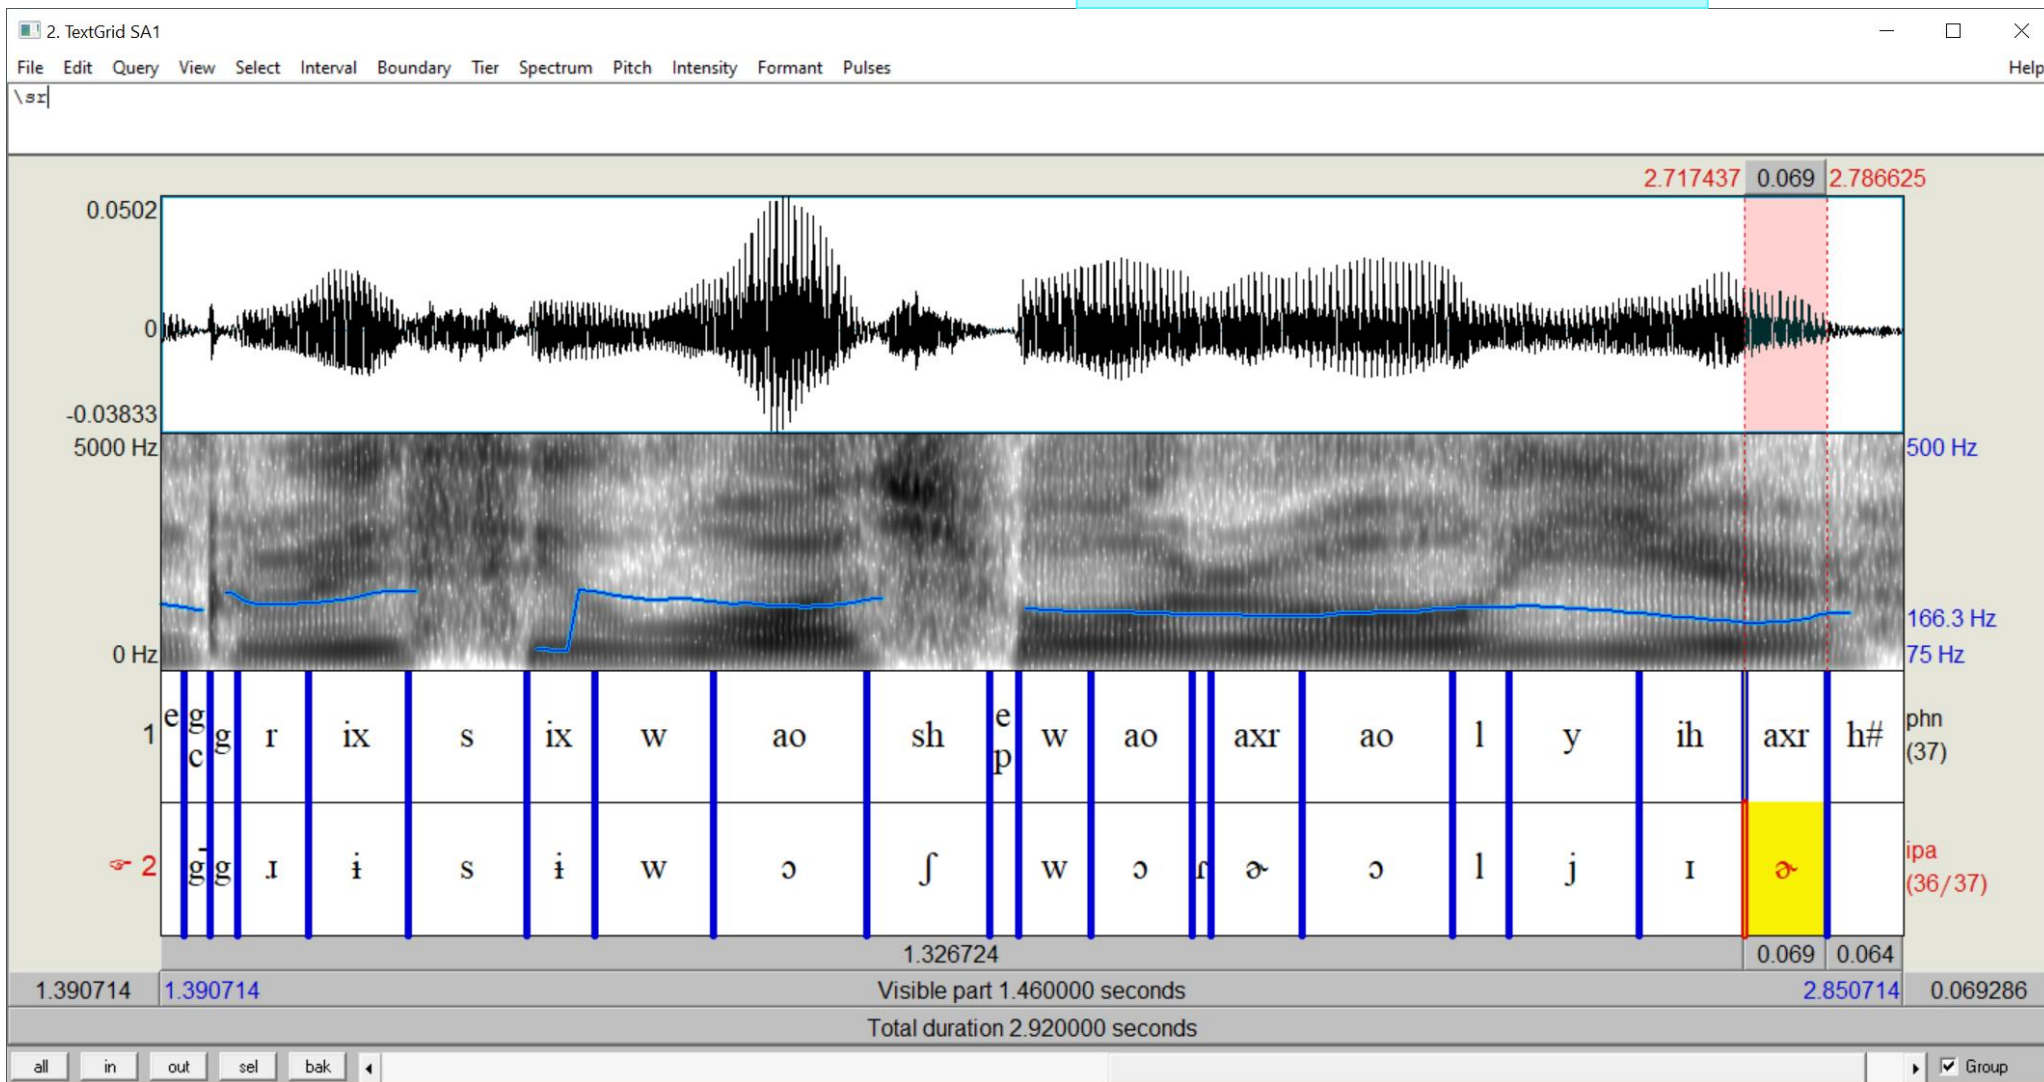 2. TextGrid SA1
File Edit Query View Select Interval Boundary Tier Spectrum Pitch Intensity Formant Pulses Help
\sr
2.717437 0.069 2.786625
0.0502
0
-0.03833
5000 Hz 500 Hz
166.3 Hz
0 Hz 75 Hz
1 e gc g r ix s ix w ao sh ep w ao axr ao l y ih axr h# phn
(37)
☞ 2 g̚ g ɹ ɨ s ɨ w ɔ ʃ w ɔ ɾ ɚ ɔ l j ɪ ɚ ipa
(36/37)
1.326724 0.069 0.064
1.390714 1.390714 Visible part 1.460000 seconds 2.850714 0.069286
Total duration 2.920000 seconds
all in out sel bak Group